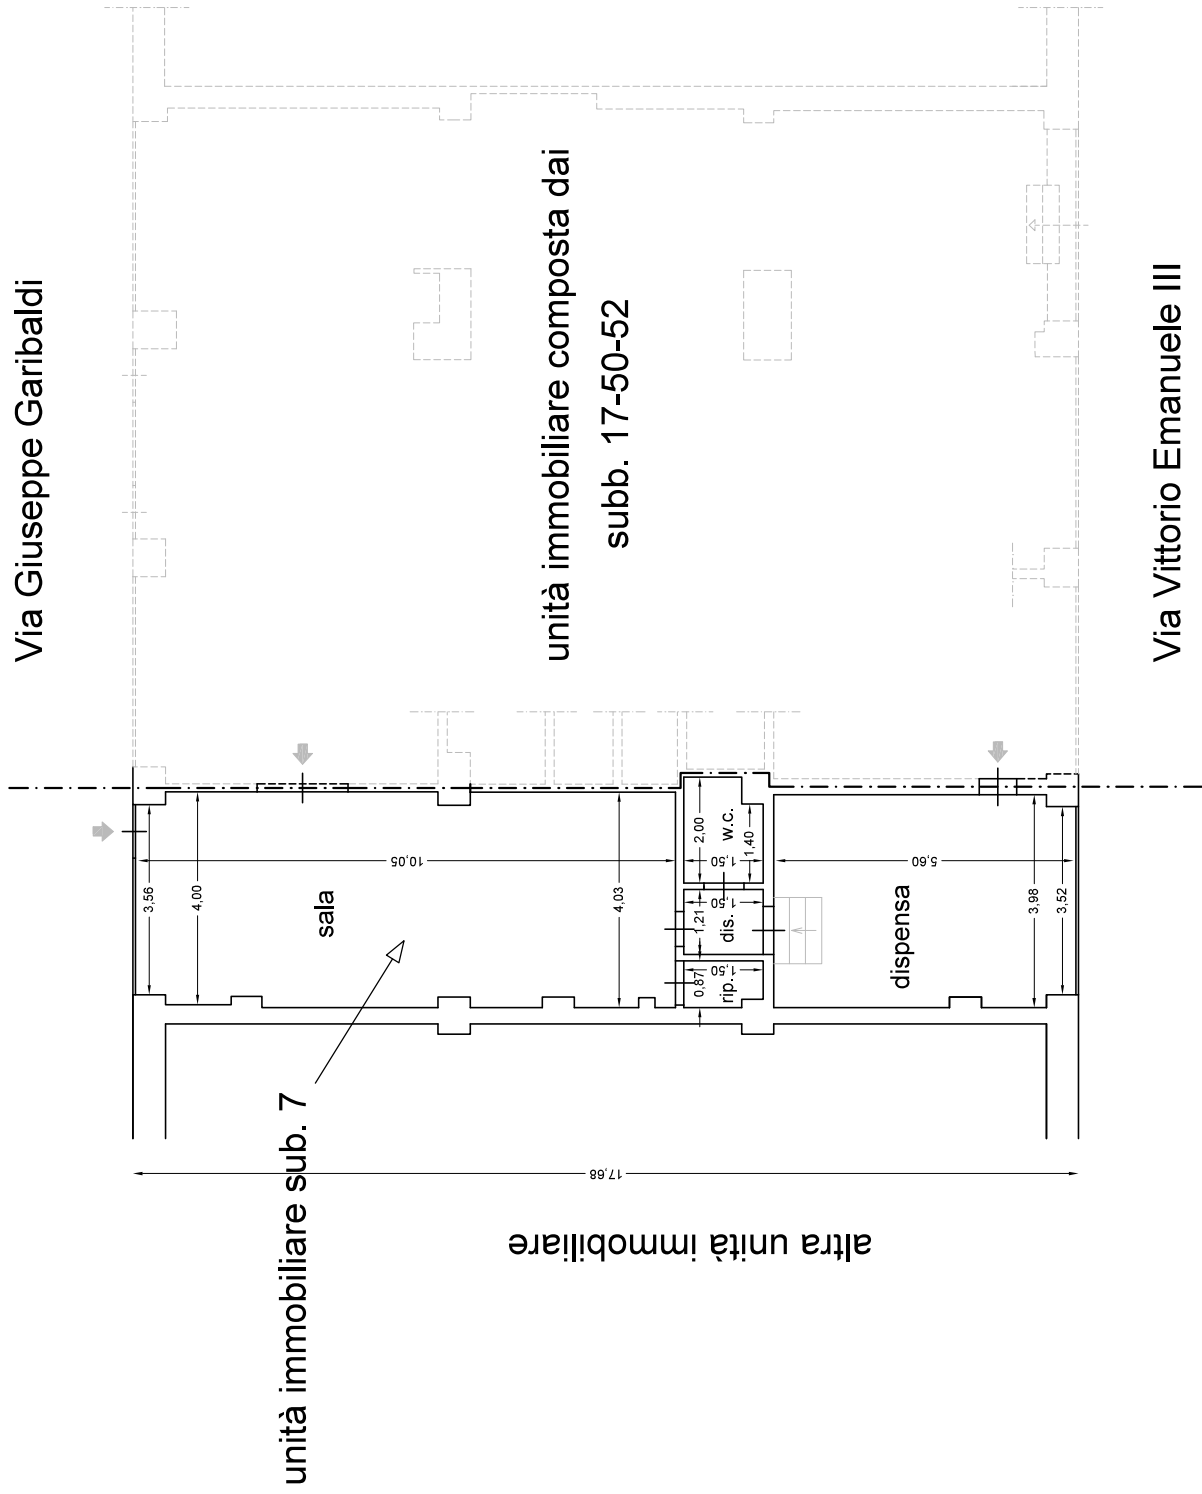 Via Giuseppe Garibaldi
unità immobiliare composta dai
subb. 17-50-52
Via Vittorio Emanuele III
3,56
4,00
10,05
sala
4,03
2,00
w.c.
1,50
1,40
1,21
1,50
dis.
0,87
1,50
rip.
5,60
dispensa
3,98
3,52
unità immobiliare sub. 7
17,68
altra unità immobiliare